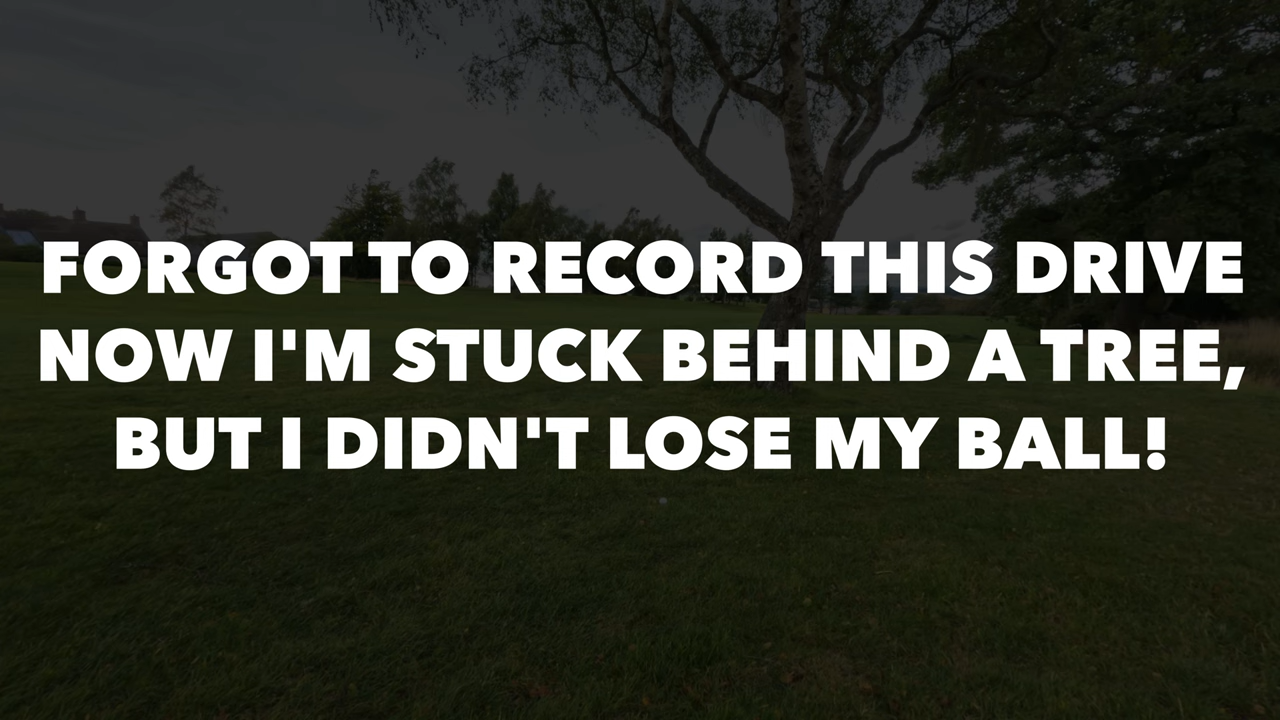 FORGOT TO RECORD THIS DRIVE
NOW I'M STUCK BEHIND A TREE,
BUT I DIDN'T LOSE MY BALL!